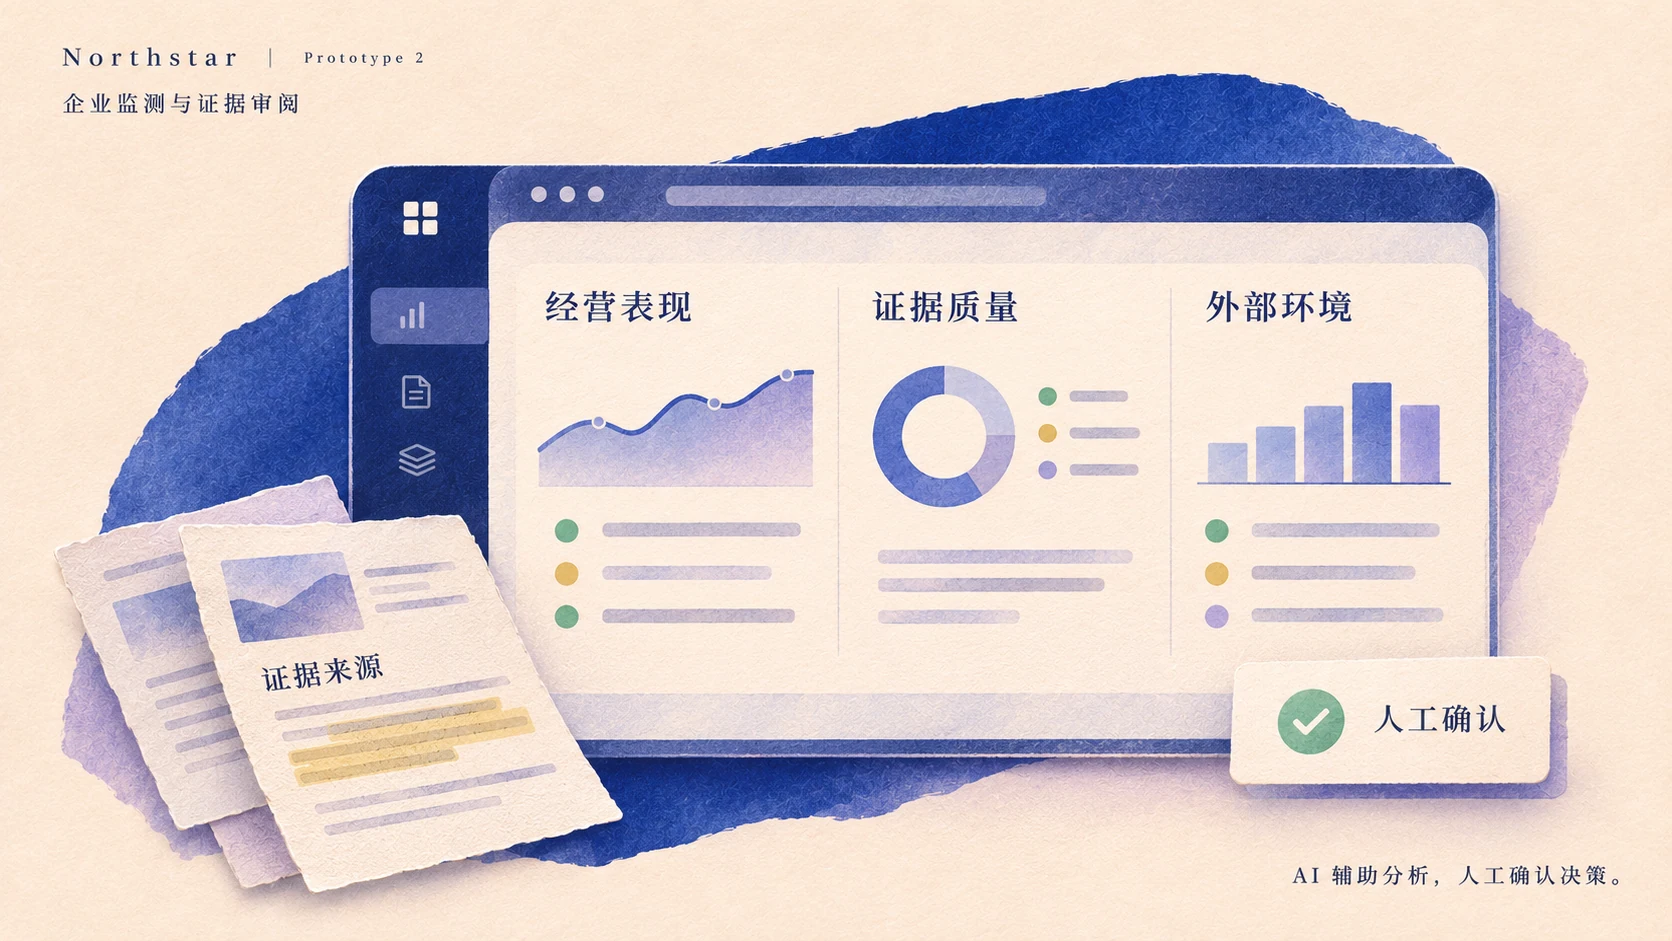 Northstar | Prototype 2
企业监测与证据审阅
经营表现
证据质量
外部环境
证据来源
人工确认
AI 辅助分析，人工确认决策。